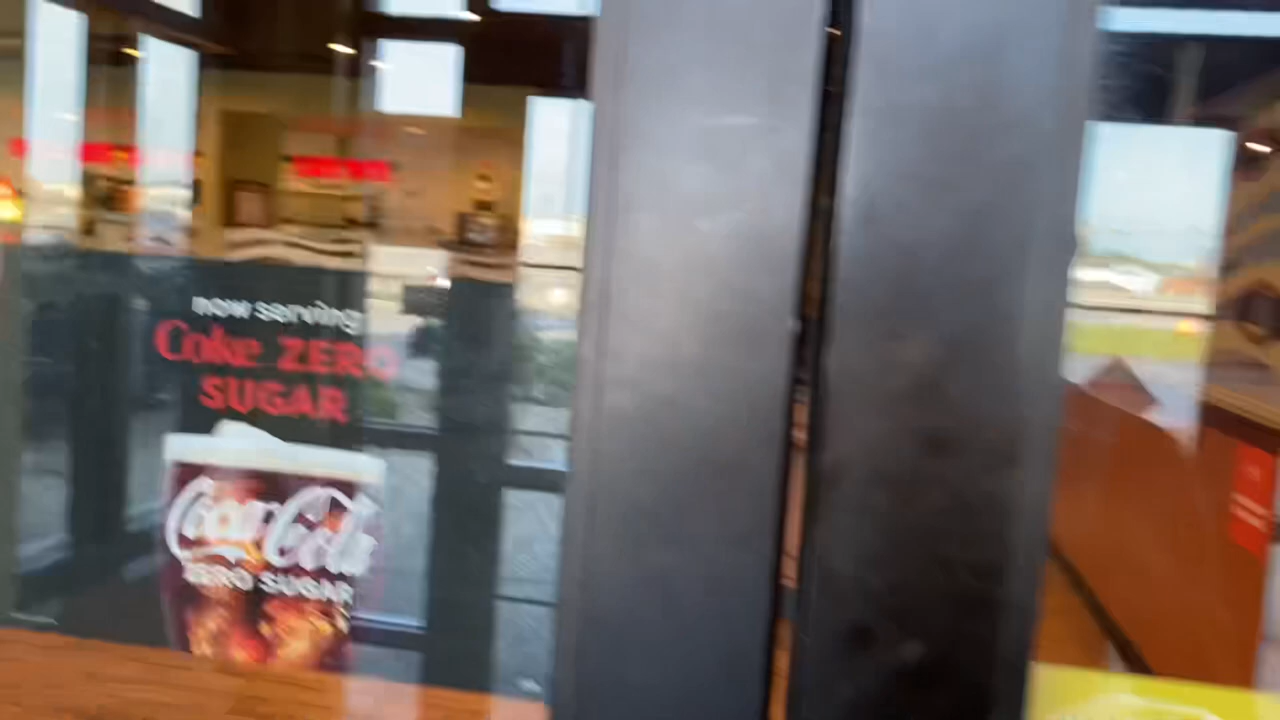 now serving
Coke ZERO
SUGAR
Coca-Cola
ZERO SUGAR